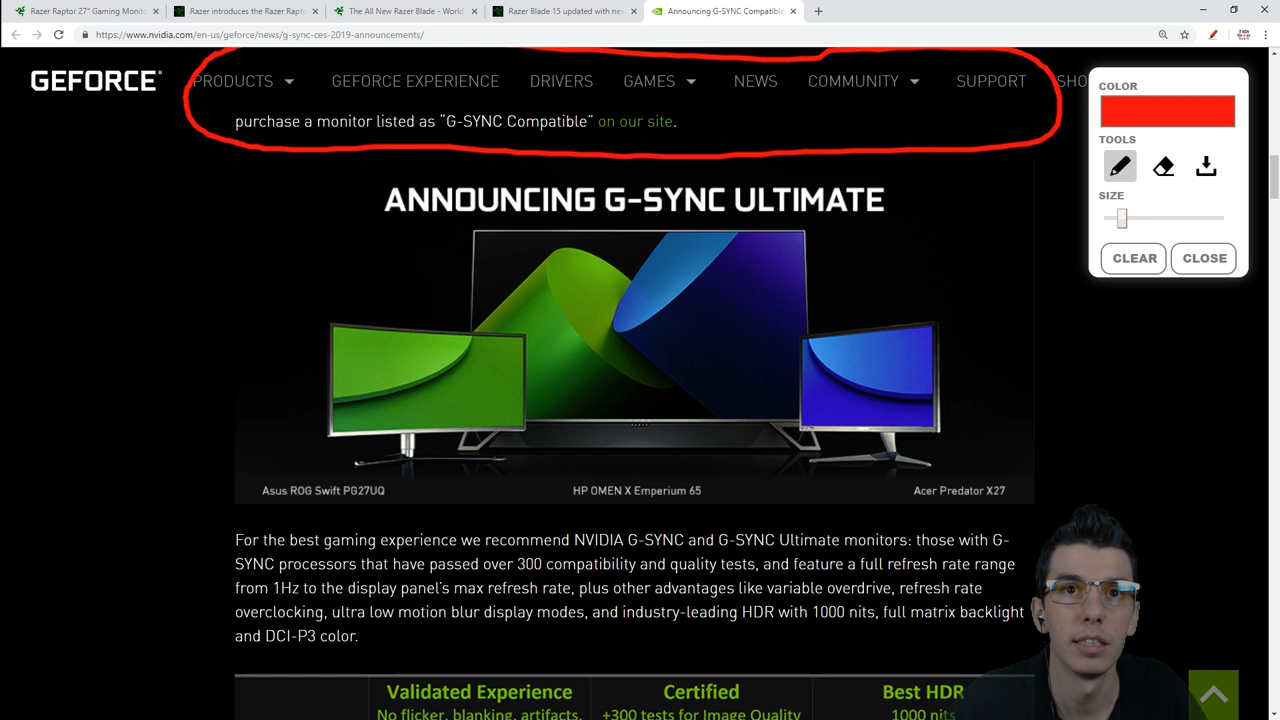 Razer Raptor 27" Gaming Monito
Razer introduces the Razer Rapto
The All New Razer Blade - World
Razer Blade 15 updated with new
Announcing G-SYNC Compatible
https://www.nvidia.com/en-us/geforce/news/g-sync-ces-2019-announcements/
GEFORCE PRODUCTS GEFORCE EXPERIENCE DRIVERS GAMES NEWS COMMUNITY SUPPORT SHO
purchase a monitor listed as “G-SYNC Compatible” on our site.
COLOR
TOOLS
SIZE
CLEAR CLOSE
ANNOUNCING G-SYNC ULTIMATE
Asus ROG Swift PG27UQ
HP OMEN X Emperium 65
Acer Predator X27
For the best gaming experience we recommend NVIDIA G-SYNC and G-SYNC Ultimate monitors: those with G-
SYNC processors that have passed over 300 compatibility and quality tests, and feature a full refresh rate range
from 1Hz to the display panel’s max refresh rate, plus other advantages like variable overdrive, refresh rate
overclocking, ultra low motion blur display modes, and industry-leading HDR with 1000 nits, full matrix backlight
and DCI-P3 color.
Validated Experience Certified Best HDR
No flicker, blanking, artifacts. +300 tests for Image Quality 1000 nits